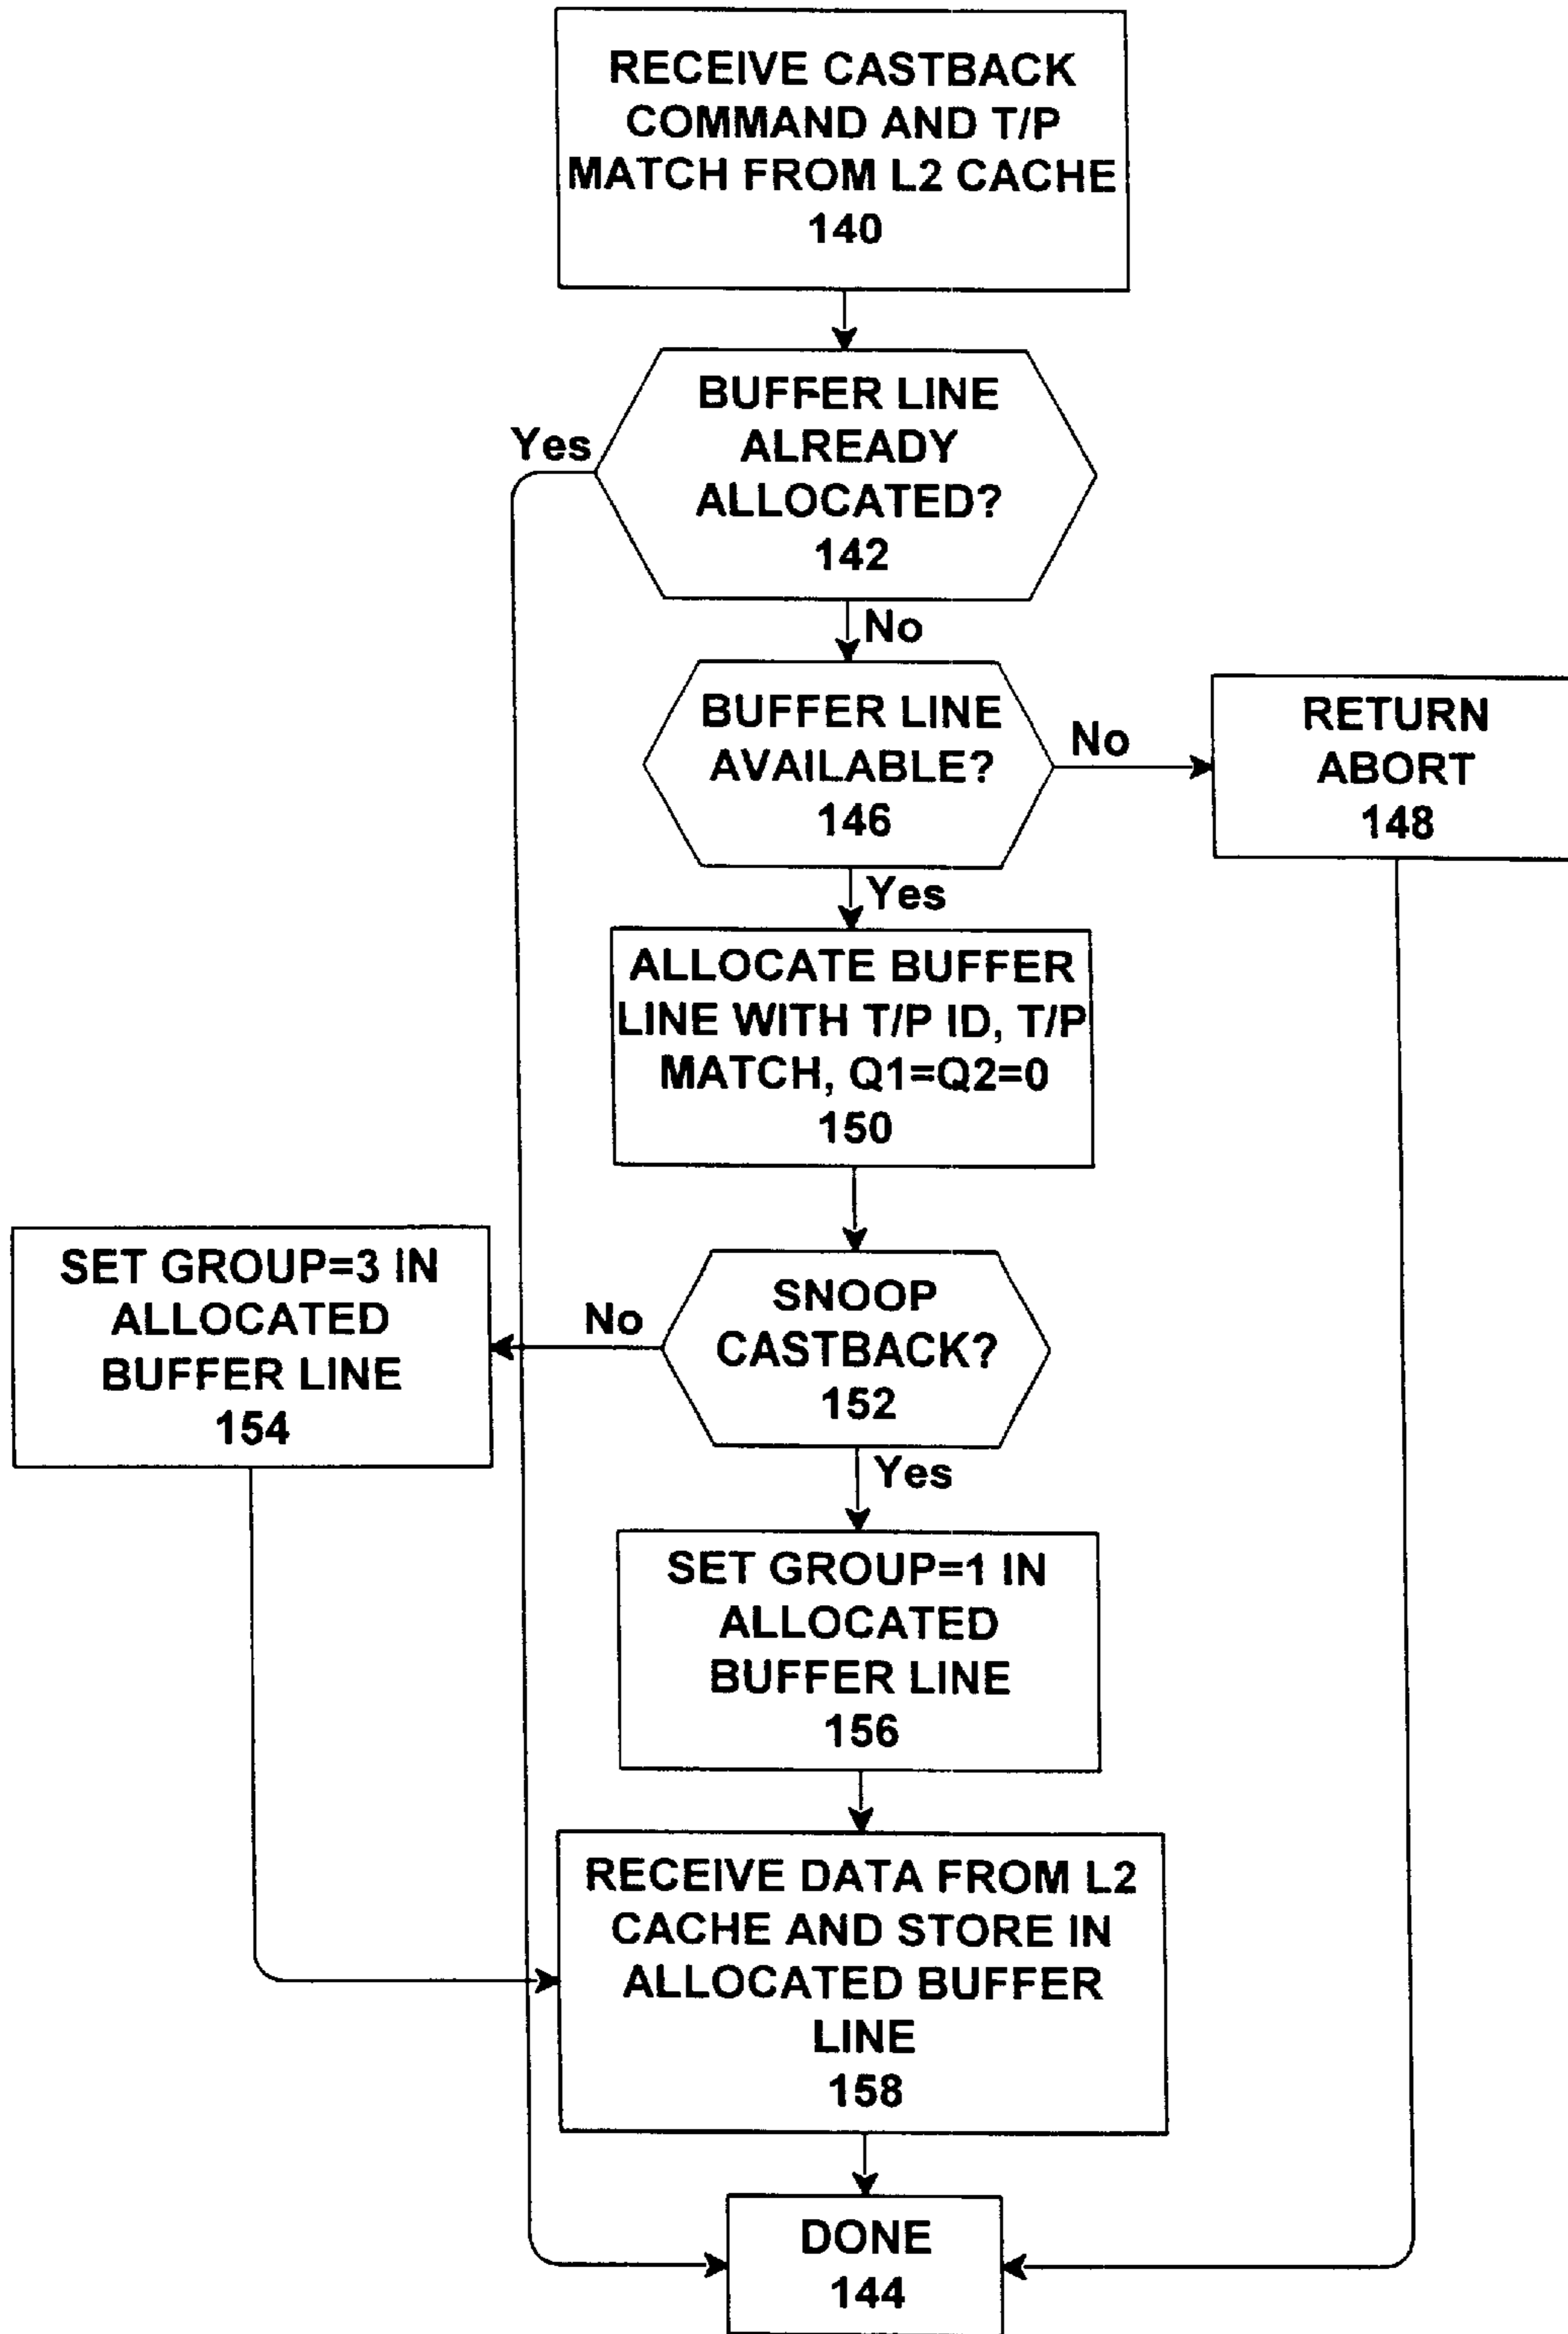 RECEIVE CASTBACK
COMMAND AND T/P
MATCH FROM L2 CACHE
140
BUFFER LINE
ALREADY
ALLOCATED?
142
Yes
No
BUFFER LINE
AVAILABLE?
146
No
RETURN
ABORT
148
Yes
ALLOCATE BUFFER
LINE WITH T/P ID, T/P
MATCH, Q1=Q2=0
150
SNOOP
CASTBACK?
152
No
SET GROUP=3 IN
ALLOCATED
BUFFER LINE
154
Yes
SET GROUP=1 IN
ALLOCATED
BUFFER LINE
156
RECEIVE DATA FROM L2
CACHE AND STORE IN
ALLOCATED BUFFER
LINE
158
DONE
144